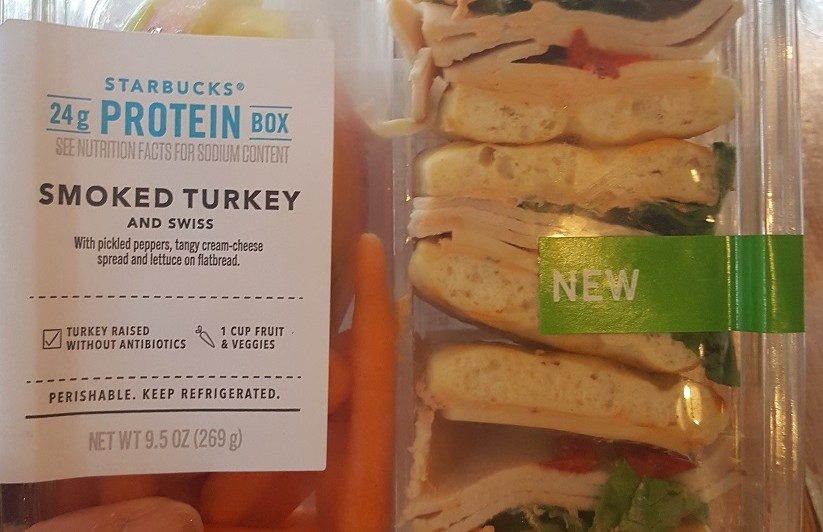 STARBUCKS®
24g PROTEIN BOX
SEE NUTRITION FACTS FOR SODIUM CONTENT
SMOKED TURKEY
AND SWISS
With pickled peppers, tangy cream-cheese
spread and lettuce on flatbread.
TURKEY RAISED
WITHOUT ANTIBIOTICS
1 CUP FRUIT
& VEGGIES
PERISHABLE. KEEP REFRIGERATED.
NET WT 9.5 OZ (269 g)
NEW